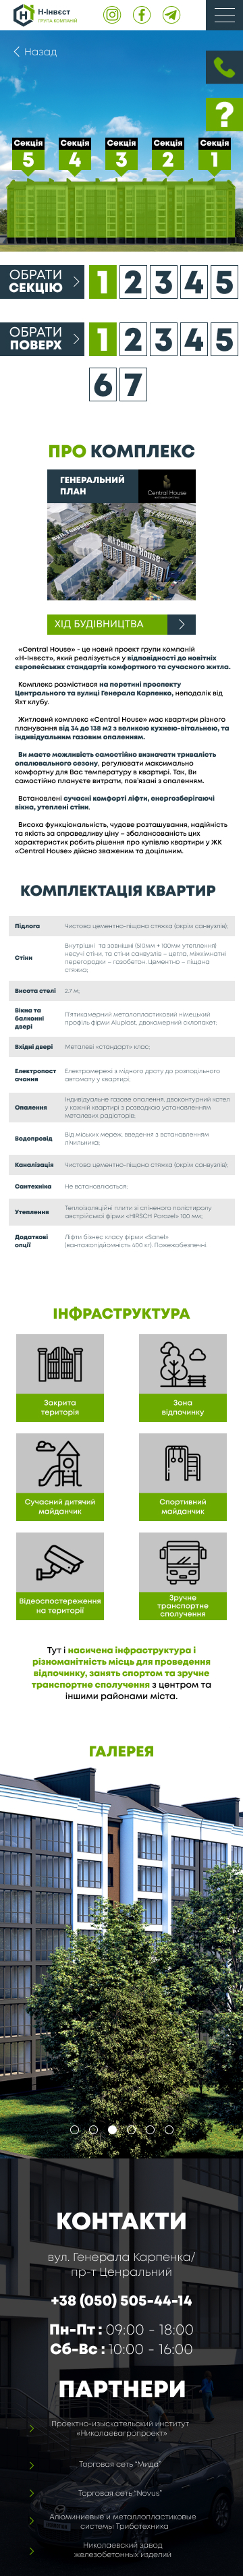 Н-Інвєст
ГРУПА КОМПАНІЙ
Назад
?
Секція
5
Секція
4
Секція
3
Секція
2
Секція
1
ОБРАТИ
СЕКЦІЮ
1 2 3 4 5
ОБРАТИ
ПОВЕРХ
1 2 3 4 5
6 7
ПРО КОМПЛЕКС
ГЕНЕРАЛЬНИЙ
ПЛАН
Central House
Central House
ХІД БУДІВНИЦТВА
«Central House» - це новий проект групи компаній
«Н-Інвєст», який реалізується у відповідності до новітніх
європейських стандартів комфортного та сучасного житла.
Комплекс розмістився на перетині проспекту
Центрального та вулиці Генерала Карпенко, неподалік від
Яхт клубу.
Житловий комплекс «Central House» має квартири різного
планування від 34 до 138 м2 з великою кухнею-вітальнею, та
індивідуальним газовим опаленням.
Ви маєте можливість самостійно визначати тривалість
опалювального сезону, регулювати максимально
комфортну для Вас температуру в квартирі. Так, Ви
самостійно плануєте витрати, пов'язані з опаленням.
Встановлені сучасні комфорті ліфти, енергозберігаючі
вікна, утеплені стіни.
Висока функціональність, чудове розташування, надійність
та якість за справедливу ціну – збалансованість цих
характеристик робить рішення про купівлю квартири у ЖК
«Central House» дійсно зваженим та доцільним.
КОМПЛЕКТАЦІЯ КВАРТИР
Підлога
Чистова цементно-піщана стяжка (окрім санвузлів).
Стіни
Внутрішні та зовнішні (510мм + 100мм утеплення)
несучі стіни, та стіни санвузлів – цегла, міжкімнатні
перегородки – газобетон. Цементно – піщана
стяжка;
Висота стелі
2.7 м.
Вікна та
балконні
двері
П'ятикамерний металопластиковий німецький
профіль фірми Aluplast, двокамерний склопакет.
Вхідні двері
Металеві «стандарт» клас;
Електропост
ачання
Електромережі з мідного дроту до розподільного
автомату у квартирі;
Опалення
Індивідуальне газове опалення, двоконтурний котел
у кожній квартирі з розводкою установленням
металевих радіаторів;
Водопровід
Від міських мереж, введення з встановленням
лічильника;
Каналізація
Чистова цементно-піщана стяжка (окрім санвузлів).
Сантехніка
Не встановлюється;
Утеплення
Теплоізоляційні плити зі спіненого полістиролу
австрійської фірми «HIRSCH Porozell» 100 мм.
Додаткові
опції
Ліфти бізнес класу фірми «Sanei»
(вантажопідйомність 400 кг); Пожежобезпечні
ІНФРАСТРУКТУРА
Закрита
територія
Зона
відпочинку
Сучасний дитячий
майданчик
Спортивний
майданчик
Відеоспостереження
на території
Зручне
транспортне
сполучення
Тут і насичена інфраструктура і
різноманітність місць для проведення
відпочинку, занять спортом та зручне
транспортне сполучення з центром та
іншими районами міста.
ГАЛЕРЕЯ
КОНТАКТИ
вул. Генерала Карпенка/
пр-т Ценральний
+38 (050) 505-44-14
Пн-Пт : 09:00 - 18:00
Сб-Вс : 10:00 - 16:00
ПАРТНЕРИ
Проектно-изыскательский институт
«Николаевагропроект»
Торговая сеть "Мида"
Торговая сеть "Novus"
Алюминиевые и металлопластиковые
системы Триботехника
Николаевский завод
железобетонных изделий